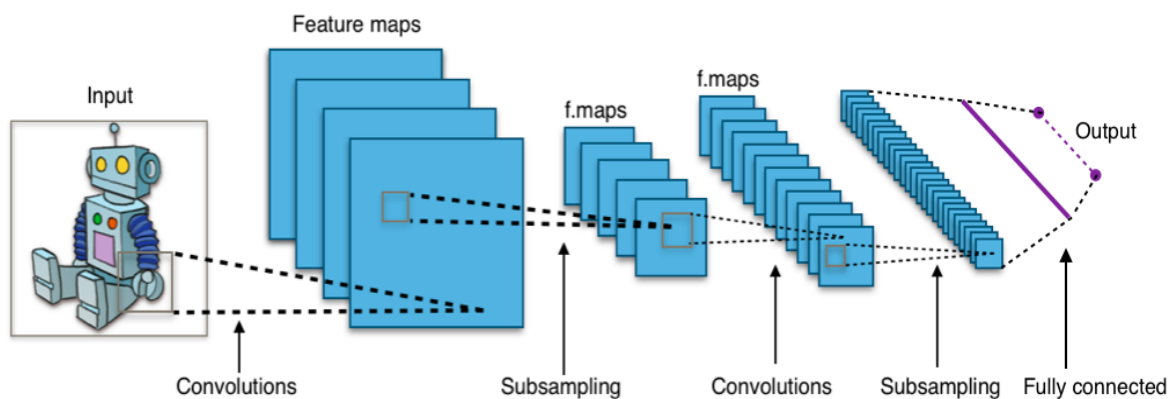 Feature maps
Input
f.maps
f.maps
Output
Convolutions
Subsampling
Convolutions
Subsampling
Fully connected